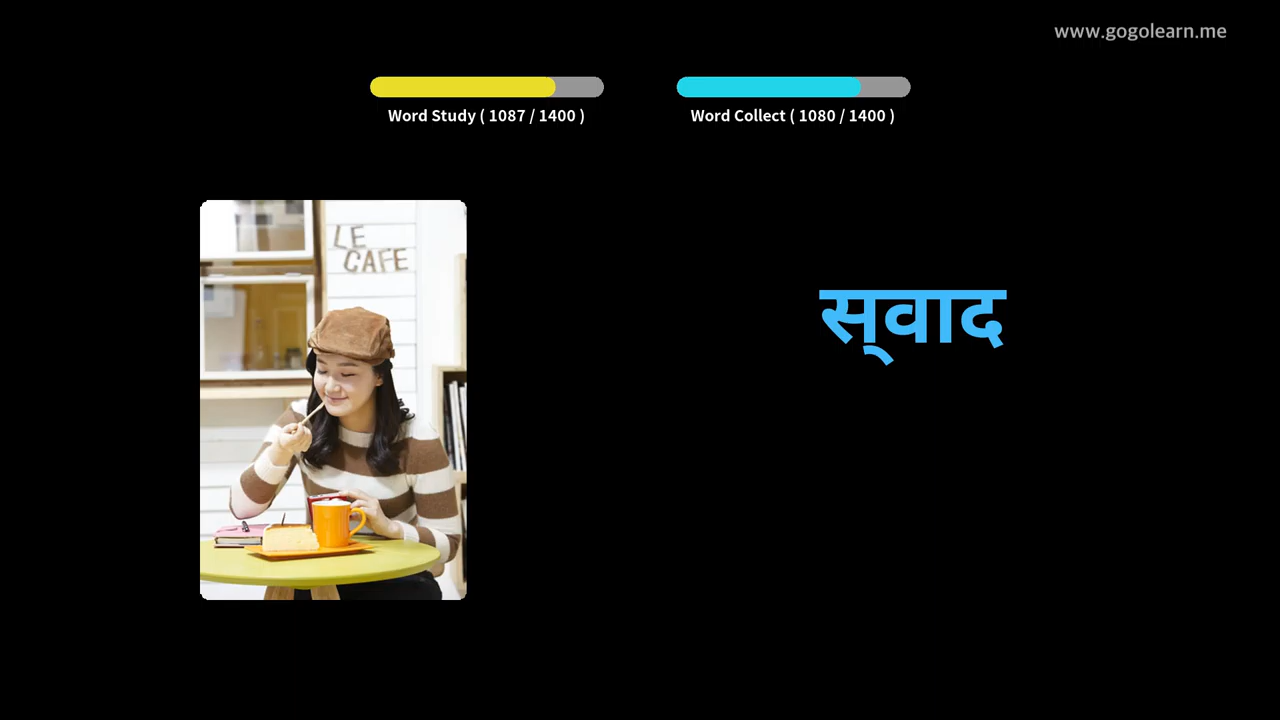 www.gogolearn.me
Word Study ( 1087 / 1400 )
Word Collect ( 1080 / 1400 )
LE
CAFE
स्‌वाद